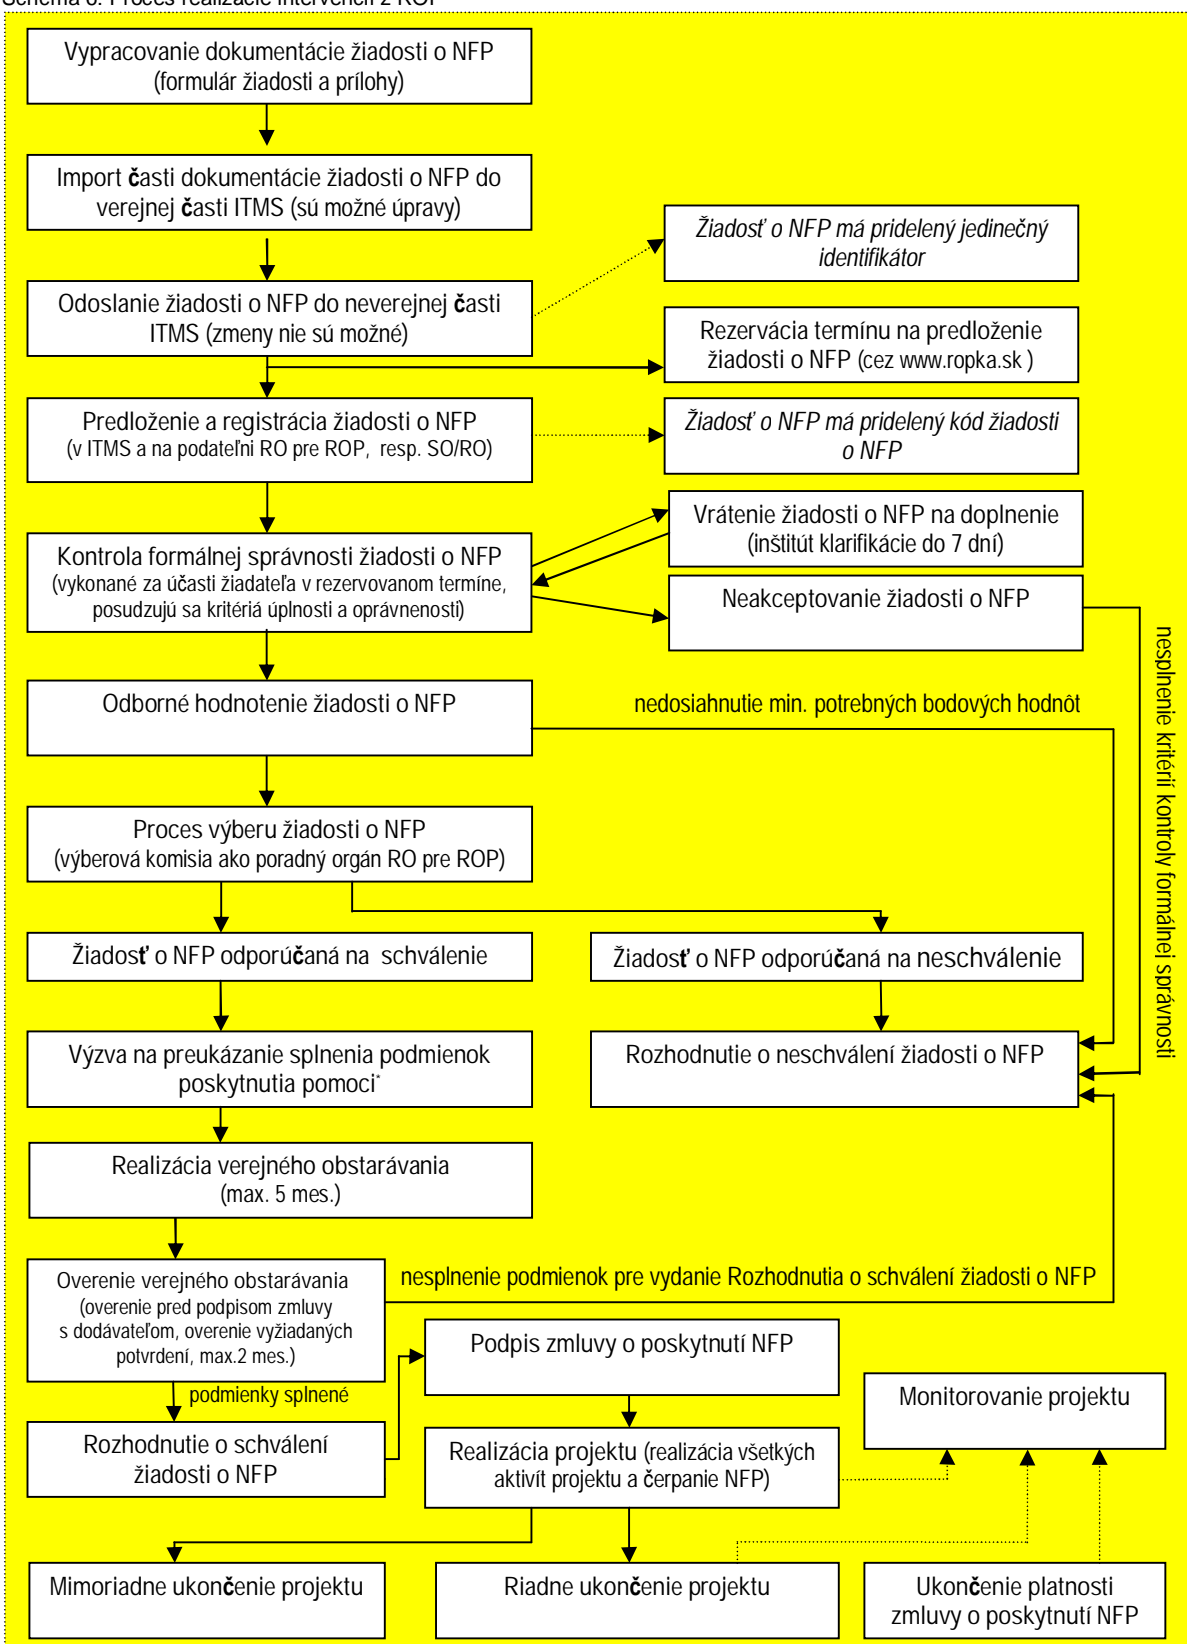 Schéma 6: Proces realizácie intervencií z ROP
Vypracovanie dokumentácie žiadosti o NFP
(formulár žiadosti a prílohy)
Import časti dokumentácie žiadosti o NFP do
verejnej časti ITMS (sú možné úpravy)
Žiadosť o NFP má pridelený jedinečný
identifikátor
Odoslanie žiadosti o NFP do neverejnej časti
ITMS (zmeny nie sú možné)
Rezervácia termínu na predloženie
žiadosti o NFP (cez www.ropka.sk )
Predloženie a registrácia žiadosti o NFP
(v ITMS a na podateľni RO pre ROP, resp. SO/RO)
Žiadosť o NFP má pridelený kód žiadosti
o NFP
Vrátenie žiadosti o NFP na doplnenie
(inštitút klarifikácie do 7 dní)
Kontrola formálnej správnosti žiadosti o NFP
(vykonané za účasti žiadateľa v rezervovanom termíne,
posudzujú sa kritériá úplnosti a oprávnenosti)
Neakceptovanie žiadosti o NFP
nesplnenie kritérií kontroly formálnej správnosti
Odborné hodnotenie žiadosti o NFP
nedosiahnutie min. potrebných bodových hodnôt
Proces výberu žiadosti o NFP
(výberová komisia ako poradný orgán RO pre ROP)
Žiadosť o NFP odporúčaná na schválenie
Žiadosť o NFP odporúčaná na neschválenie
Výzva na preukázanie splnenia podmienok
poskytnutia pomoci*
Rozhodnutie o neschválení žiadosti o NFP
Realizácia verejného obstarávania
(max. 5 mes.)
Overenie verejného obstarávania
(overenie pred podpisom zmluvy
s dodávateľom, overenie vyžiadaných
potvrdení, max.2 mes.)
nesplnenie podmienok pre vydanie Rozhodnutia o schválení žiadosti o NFP
podmienky splnené
Podpis zmluvy o poskytnutí NFP
Monitorovanie projektu
Rozhodnutie o schválení
žiadosti o NFP
Realizácia projektu (realizácia všetkých
aktivít projektu a čerpanie NFP)
Mimoriadne ukončenie projektu
Riadne ukončenie projektu
Ukončenie platnosti
zmluvy o poskytnutí NFP